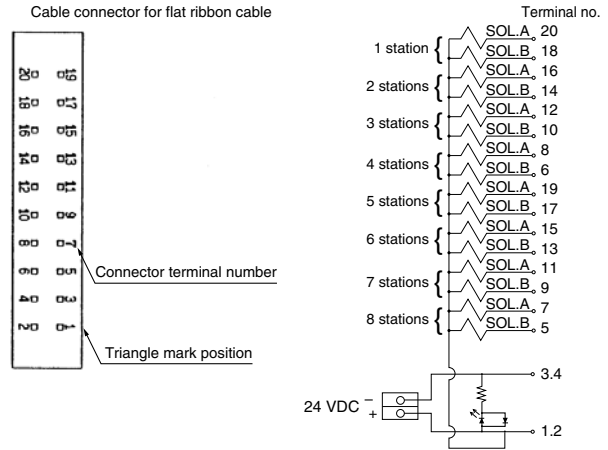 Cable connector for flat ribbon cable
20 19
18 17
16 15
14 13
12 11
10 9
8 7
6 5
4 3
2 1
Connector terminal number
Triangle mark position
Terminal no.
1 station { SOL.A 20
SOL.B 18
2 stations { SOL.A 16
SOL.B 14
3 stations { SOL.A 12
SOL.B 10
4 stations { SOL.A 8
SOL.B 6
5 stations { SOL.A 19
SOL.B 17
6 stations { SOL.A 15
SOL.B 13
7 stations { SOL.A 11
SOL.B 9
8 stations { SOL.A 7
SOL.B 5
3.4
24 VDC − +
1.2